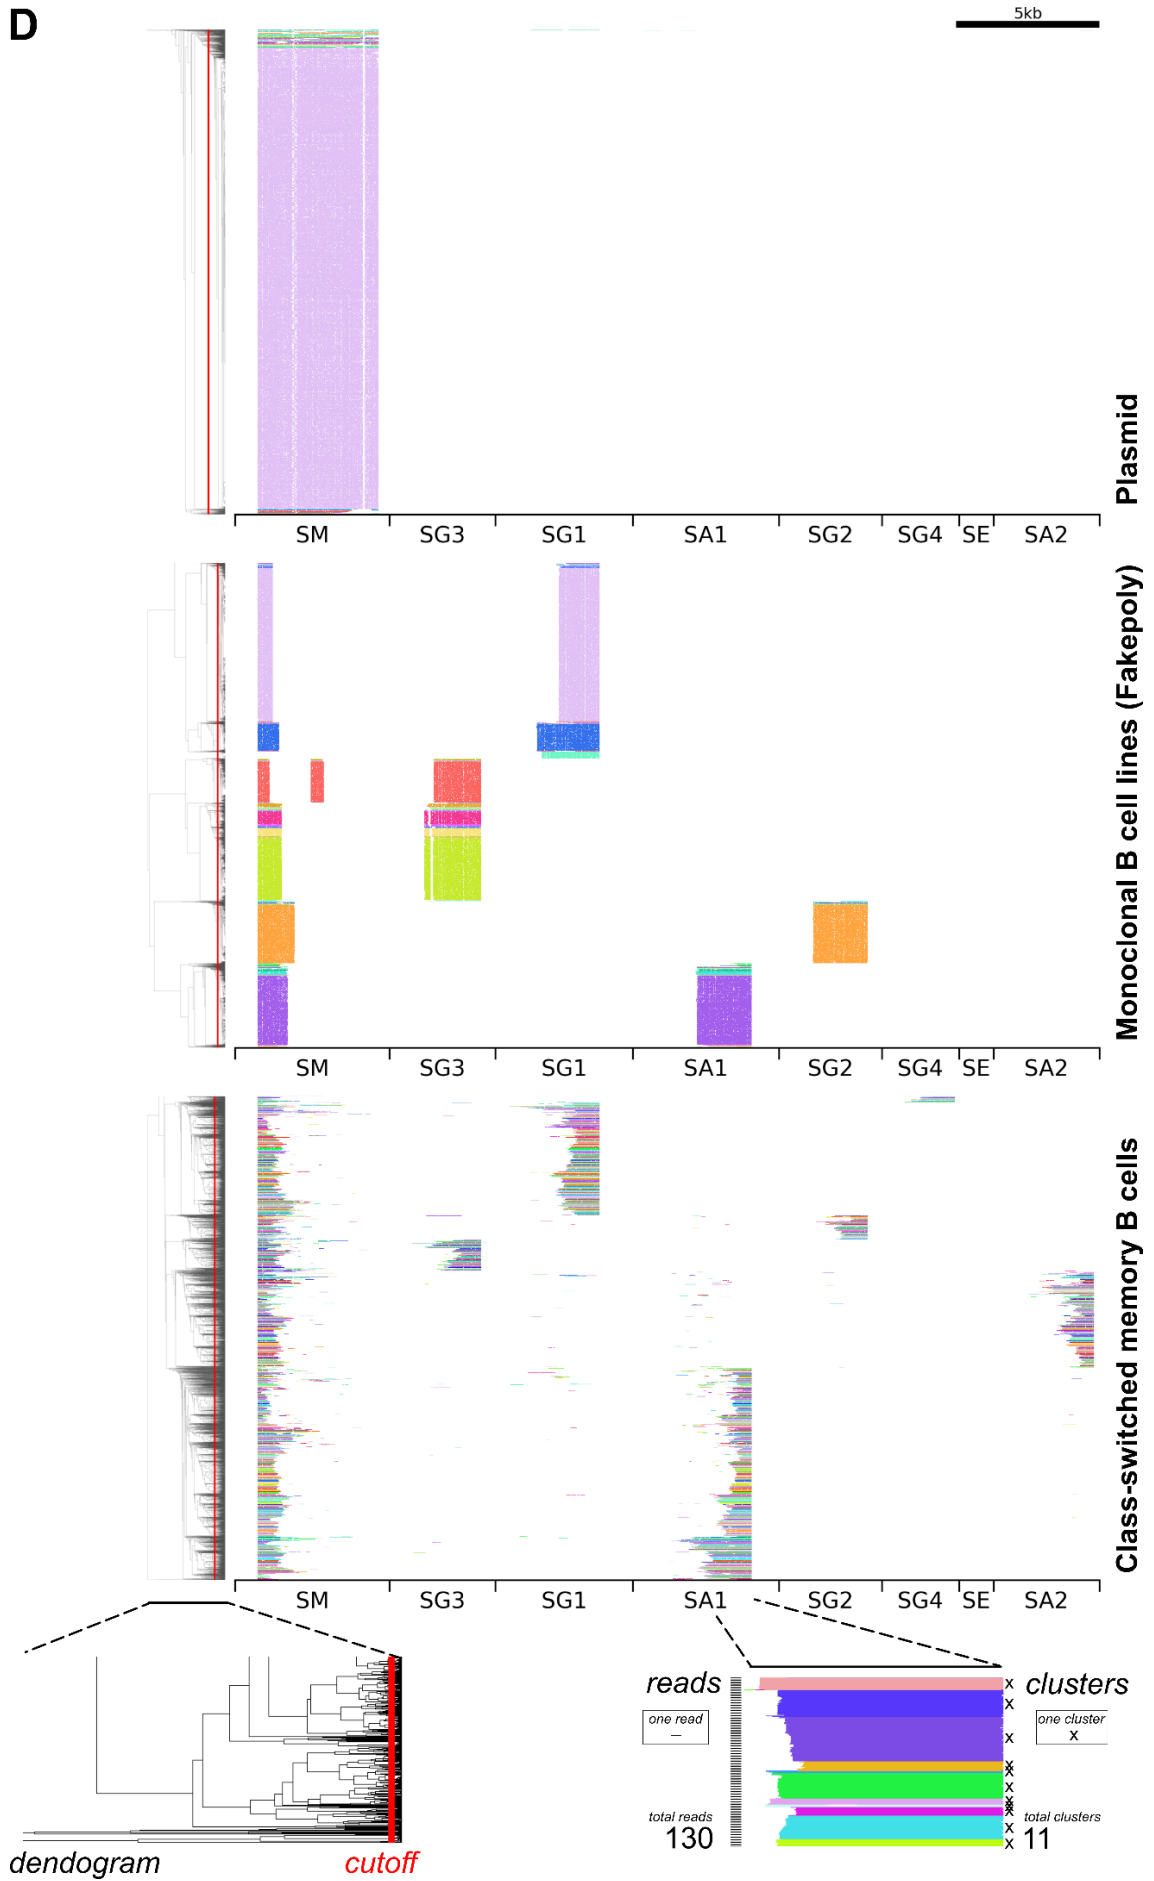 D
5kb
Plasmid
SM SG3 SG1 SA1 SG2 SG4 SE SA2
Monoclonal B cell lines (Fakepoly)
SM SG3 SG1 SA1 SG2 SG4 SE SA2
Class-switched memory B cells
SM SG3 SG1 SA1 SG2 SG4 SE SA2
reads
clusters
one read
–
one cluster
x
x
x
x
x
x
x
x
x
x
x
x
total reads
130
total clusters
11
dendogram
cutoff